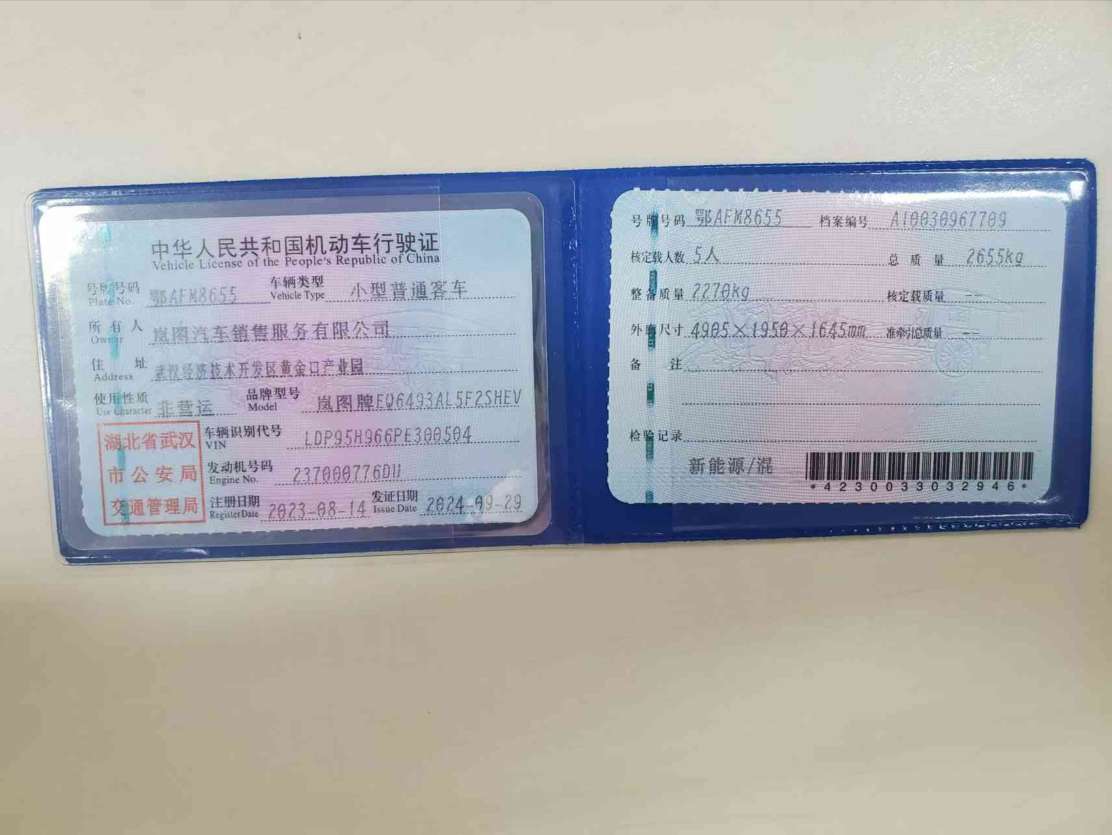 中华人民共和国机动车行驶证
Vehicle License of the People's Republic of China
号牌号码 鄂AFM8655 车辆类型 小型普通客车
Plate No. Vehicle Type
所有人 岚图汽车销售服务有限公司
Owner
住址 武汉经济技术开发区黄金口产业园
Address
使用性质 非营运 品牌型号 岚图牌EQ6493AL5F2SHEV
Use Character Model
湖北省武汉
市公安局
交通管理局
车辆识别代号 LDP95H966PE300504
VIN
发动机号码 237000776DU
Engine No.
注册日期 2023-08-14 发证日期 2024-09-29
Register Date Issue Date
号牌号码 鄂AFM8655 档案编号 A10030967709
核定载人数 5人 总质量 2655kg
整备质量 2270kg 核定载质量 --
外廓尺寸 4905×1950×1645mm 准牵引总质量 --
备注
检验记录
新能源/混
*4230033032946*